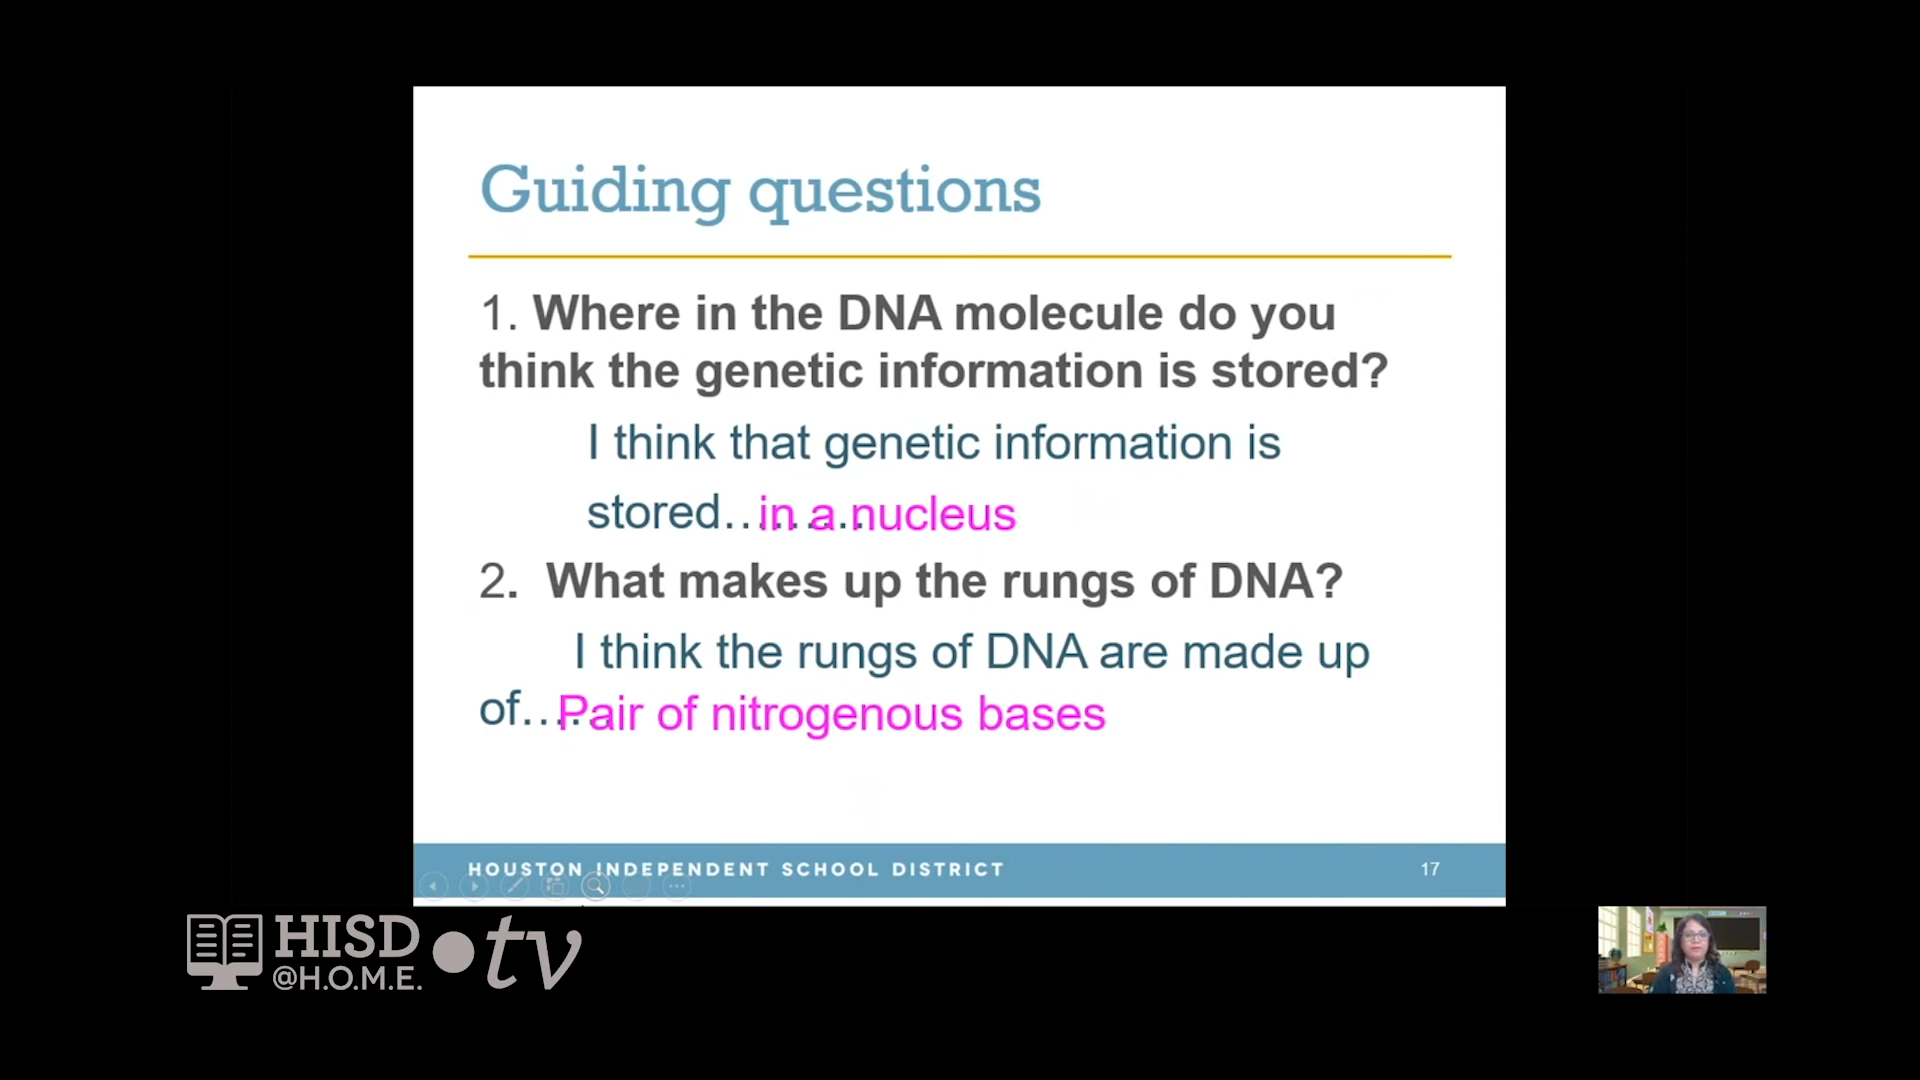 Guiding questions
1. Where in the DNA molecule do you
think the genetic information is stored?
I think that genetic information is
stored……… in a nucleus
2. What makes up the rungs of DNA?
I think the rungs of DNA are made up
of…… Pair of nitrogenous bases
HOUSTON INDEPENDENT SCHOOL DISTRICT 17
HISD
@H.O.M.E.
tv